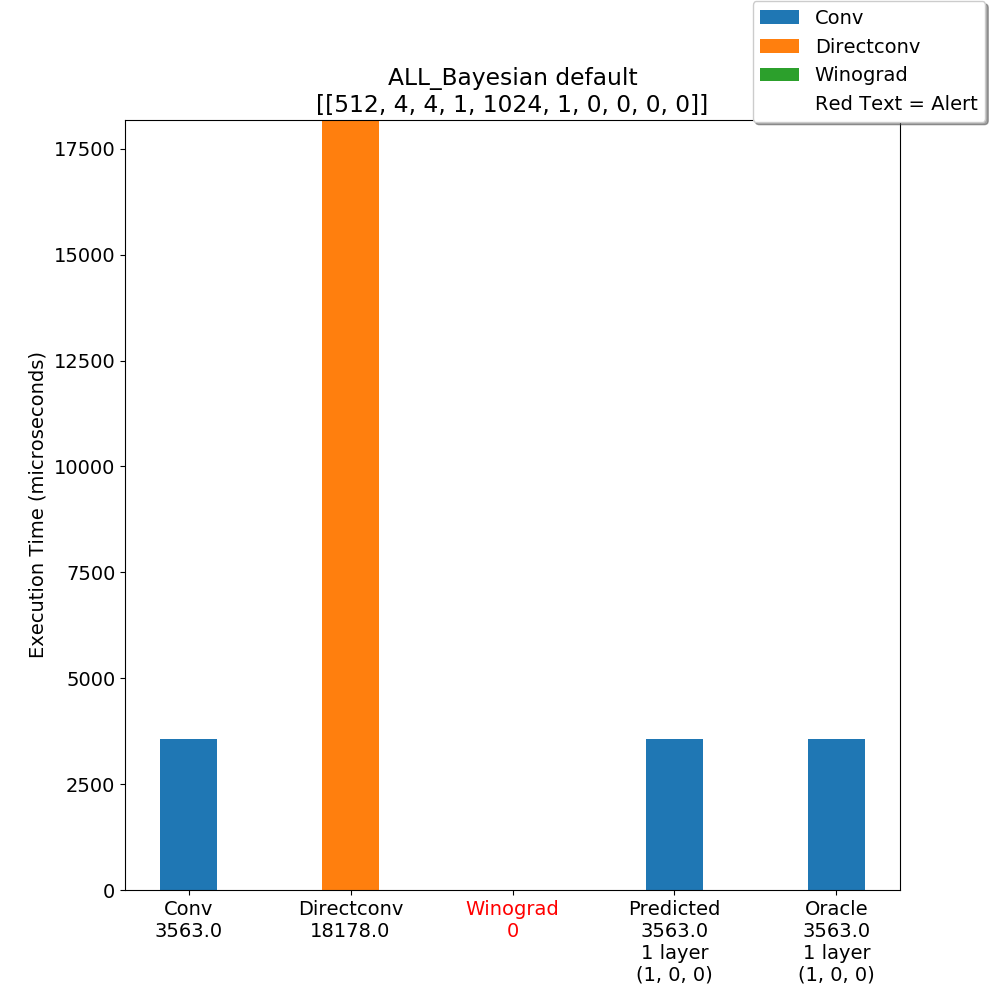 Conv
Directconv
Winograd
Red Text = Alert
ALL_Bayesian default
[[512, 4, 4, 1, 1024, 1, 0, 0, 0, 0]]
Execution Time (microseconds)
17500
15000
12500
10000
7500
5000
2500
0
Conv
3563.0
Directconv
18178.0
Winograd
0
Predicted
3563.0
1 layer
(1, 0, 0)
Oracle
3563.0
1 layer
(1, 0, 0)